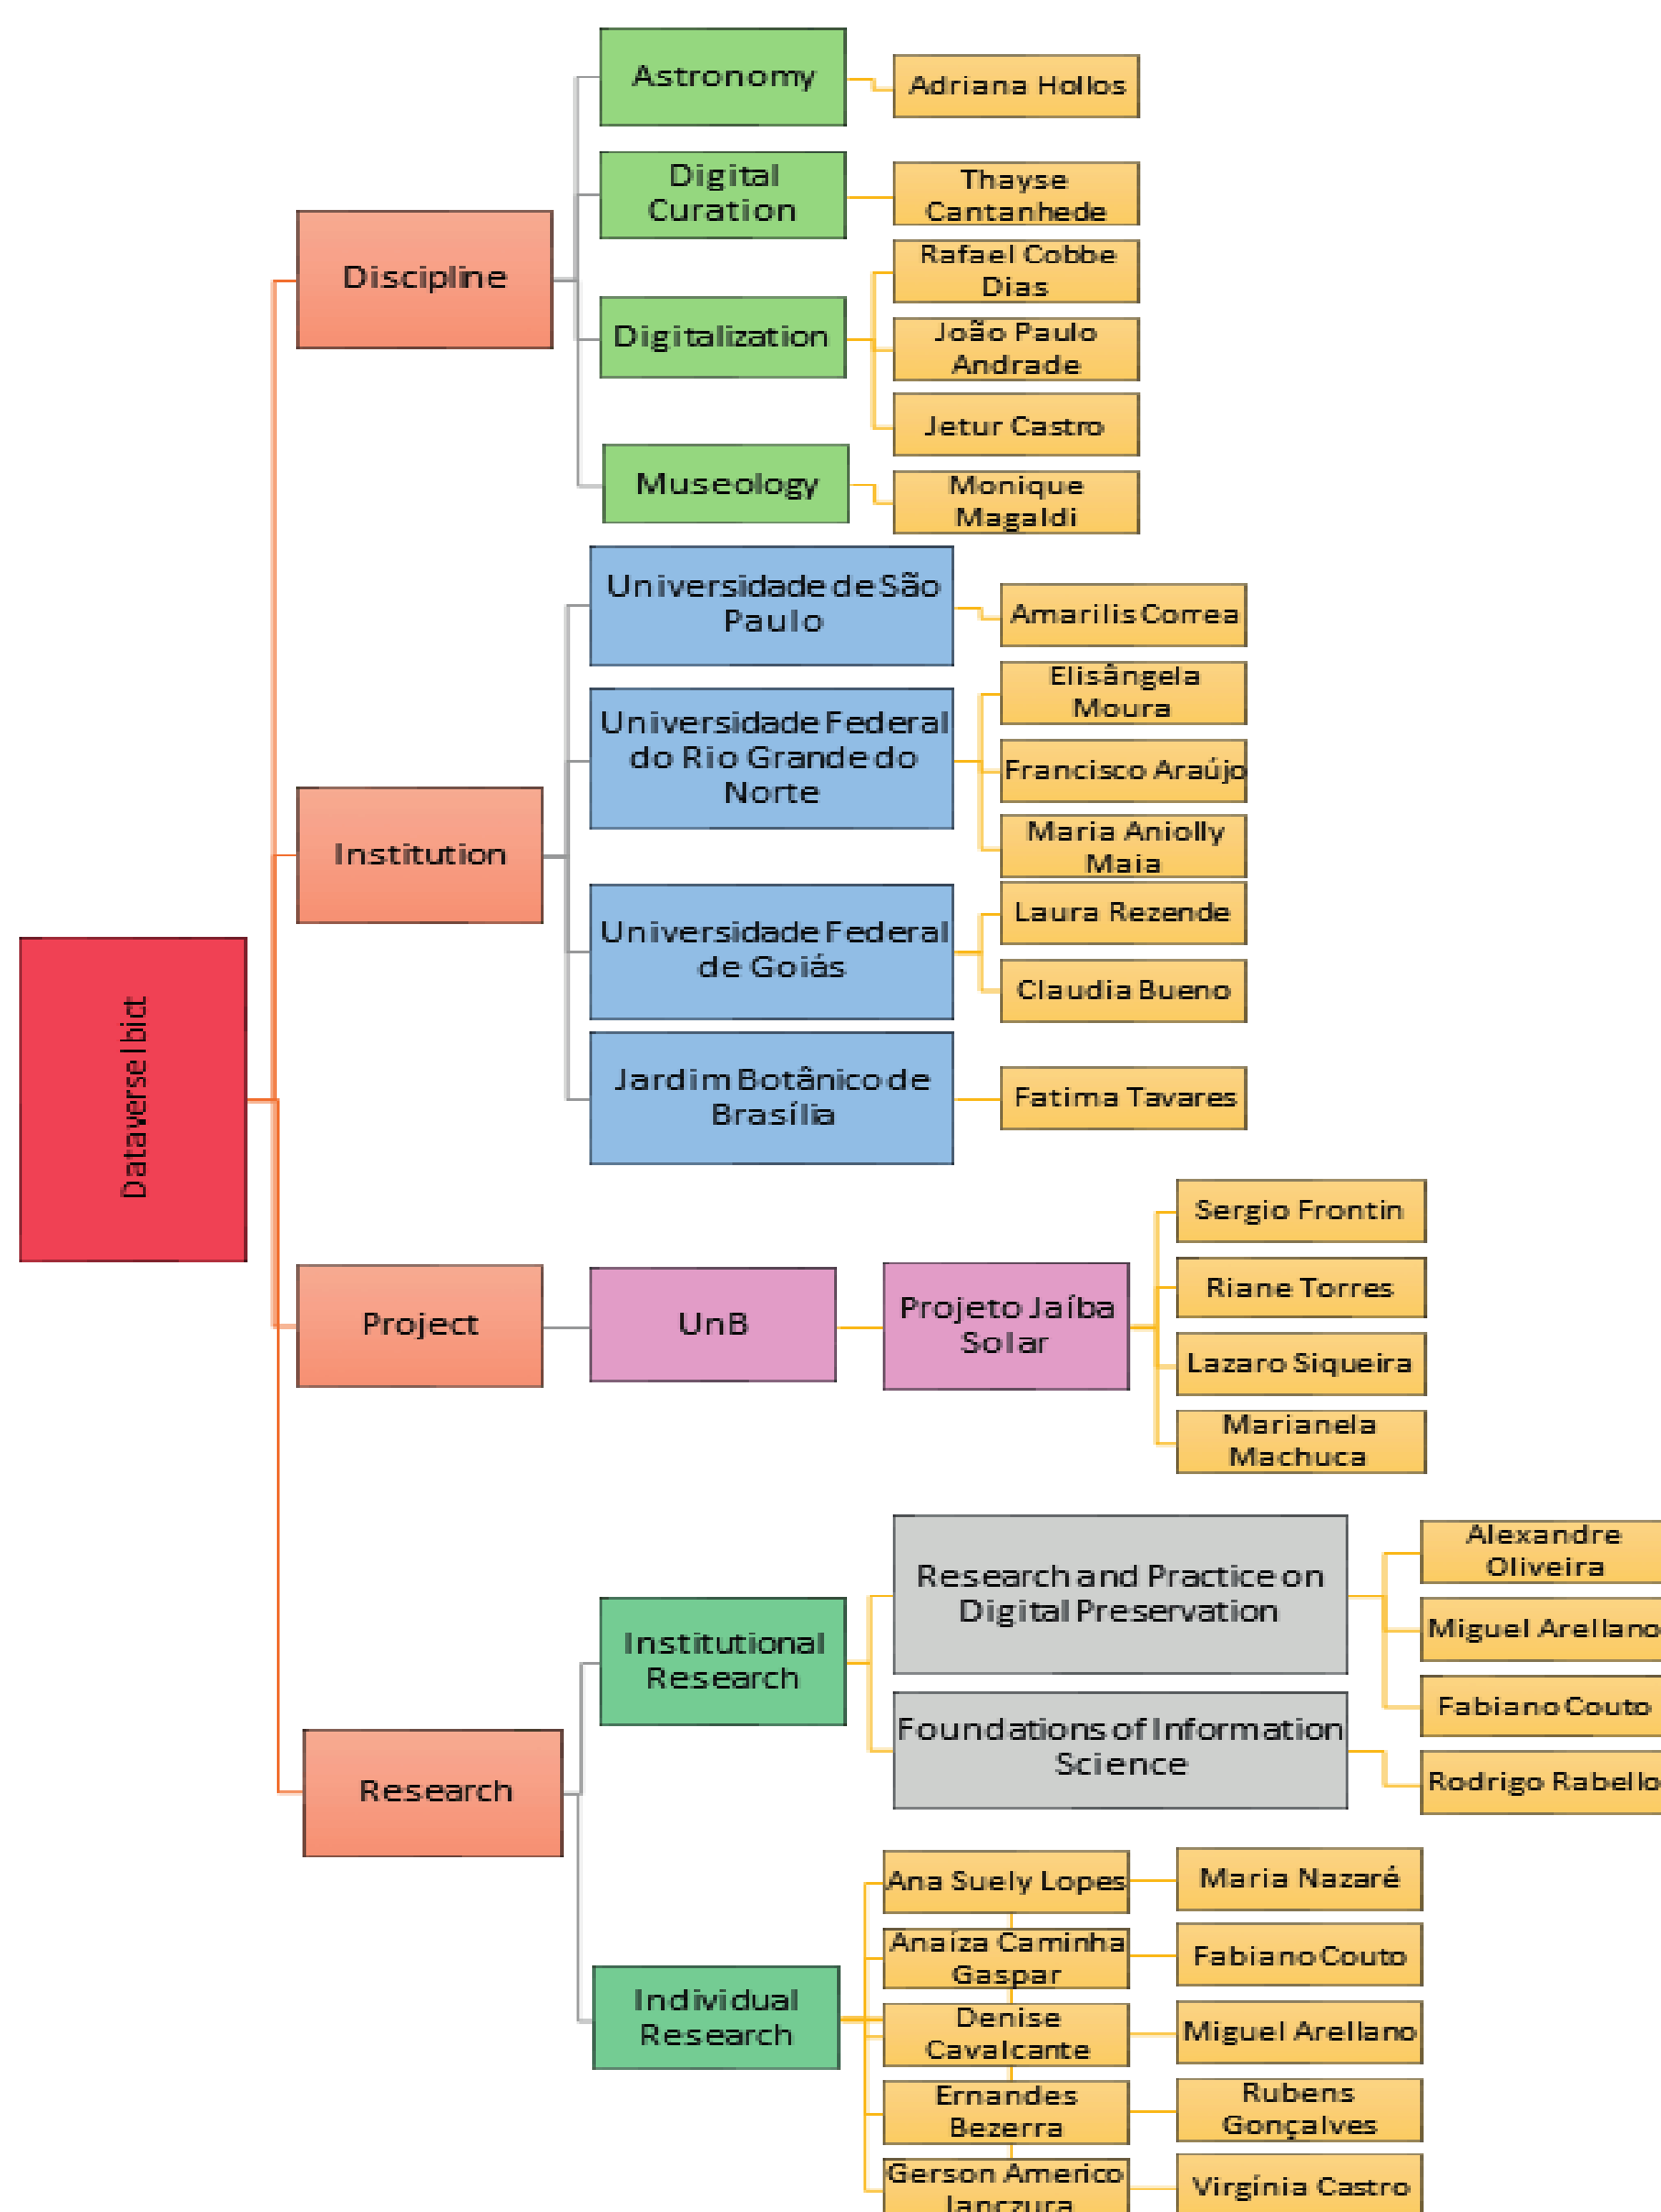 Dataverse Ibict
Discipline
Astronomy
Adriana Hollos
Digital
Curation
Thayse
Cantanhede
Digitalization
Rafael Cobbe
Dias
João Paulo
Andrade
Jetur Castro
Museology
Monique
Magaldi
Institution
Universidade de São
Paulo
Amarilis Correa
Universidade Federal
do Rio Grande do
Norte
Elisângela
Moura
Francisco Araújo
Maria Aniolly
Maia
Universidade Federal
de Goiás
Laura Rezende
Claudia Bueno
Jardim Botânico de
Brasília
Fatima Tavares
Project
UnB
Projeto Jaíba
Solar
Sergio Frontin
Riane Torres
Lazaro Siqueira
Marianela
Machuca
Research
Institutional
Research
Research and Practice on
Digital Preservation
Alexandre
Oliveira
Miguel Arellano
Fabiano Couto
Foundations of Information
Science
Rodrigo Rabello
Individual
Research
Ana Suely Lopes
Maria Nazaré
Anaíza Caminha
Gaspar
Fabiano Couto
Denise
Cavalcante
Miguel Arellano
Ernandes
Bezerra
Rubens
Gonçalves
Gerson Americo
Janczura
Virgínia Castro